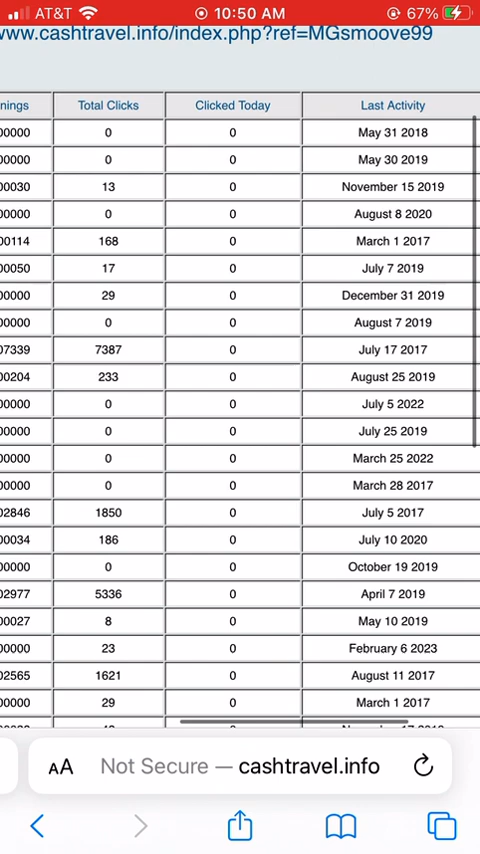 AT&T 10:50 AM 67%
www.cashtravel.info/index.php?ref=MGsmoove99
nings Total Clicks Clicked Today Last Activity
00000 0 0 May 31 2018
00000 0 0 May 30 2019
00030 13 0 November 15 2019
00000 0 0 August 8 2020
00114 168 0 March 1 2017
00050 17 0 July 7 2019
00000 29 0 December 31 2019
00000 0 0 August 7 2019
07339 7387 0 July 17 2017
00204 233 0 August 25 2019
00000 0 0 July 5 2022
00000 0 0 July 25 2019
00000 0 0 March 25 2022
00000 0 0 March 28 2017
02846 1850 0 July 5 2017
00034 186 0 July 10 2020
00000 0 0 October 19 2019
02977 5336 0 April 7 2019
00027 8 0 May 10 2019
00000 23 0 February 6 2023
02565 1621 0 August 11 2017
00000 29 0 March 1 2017
AA Not Secure — cashtravel.info